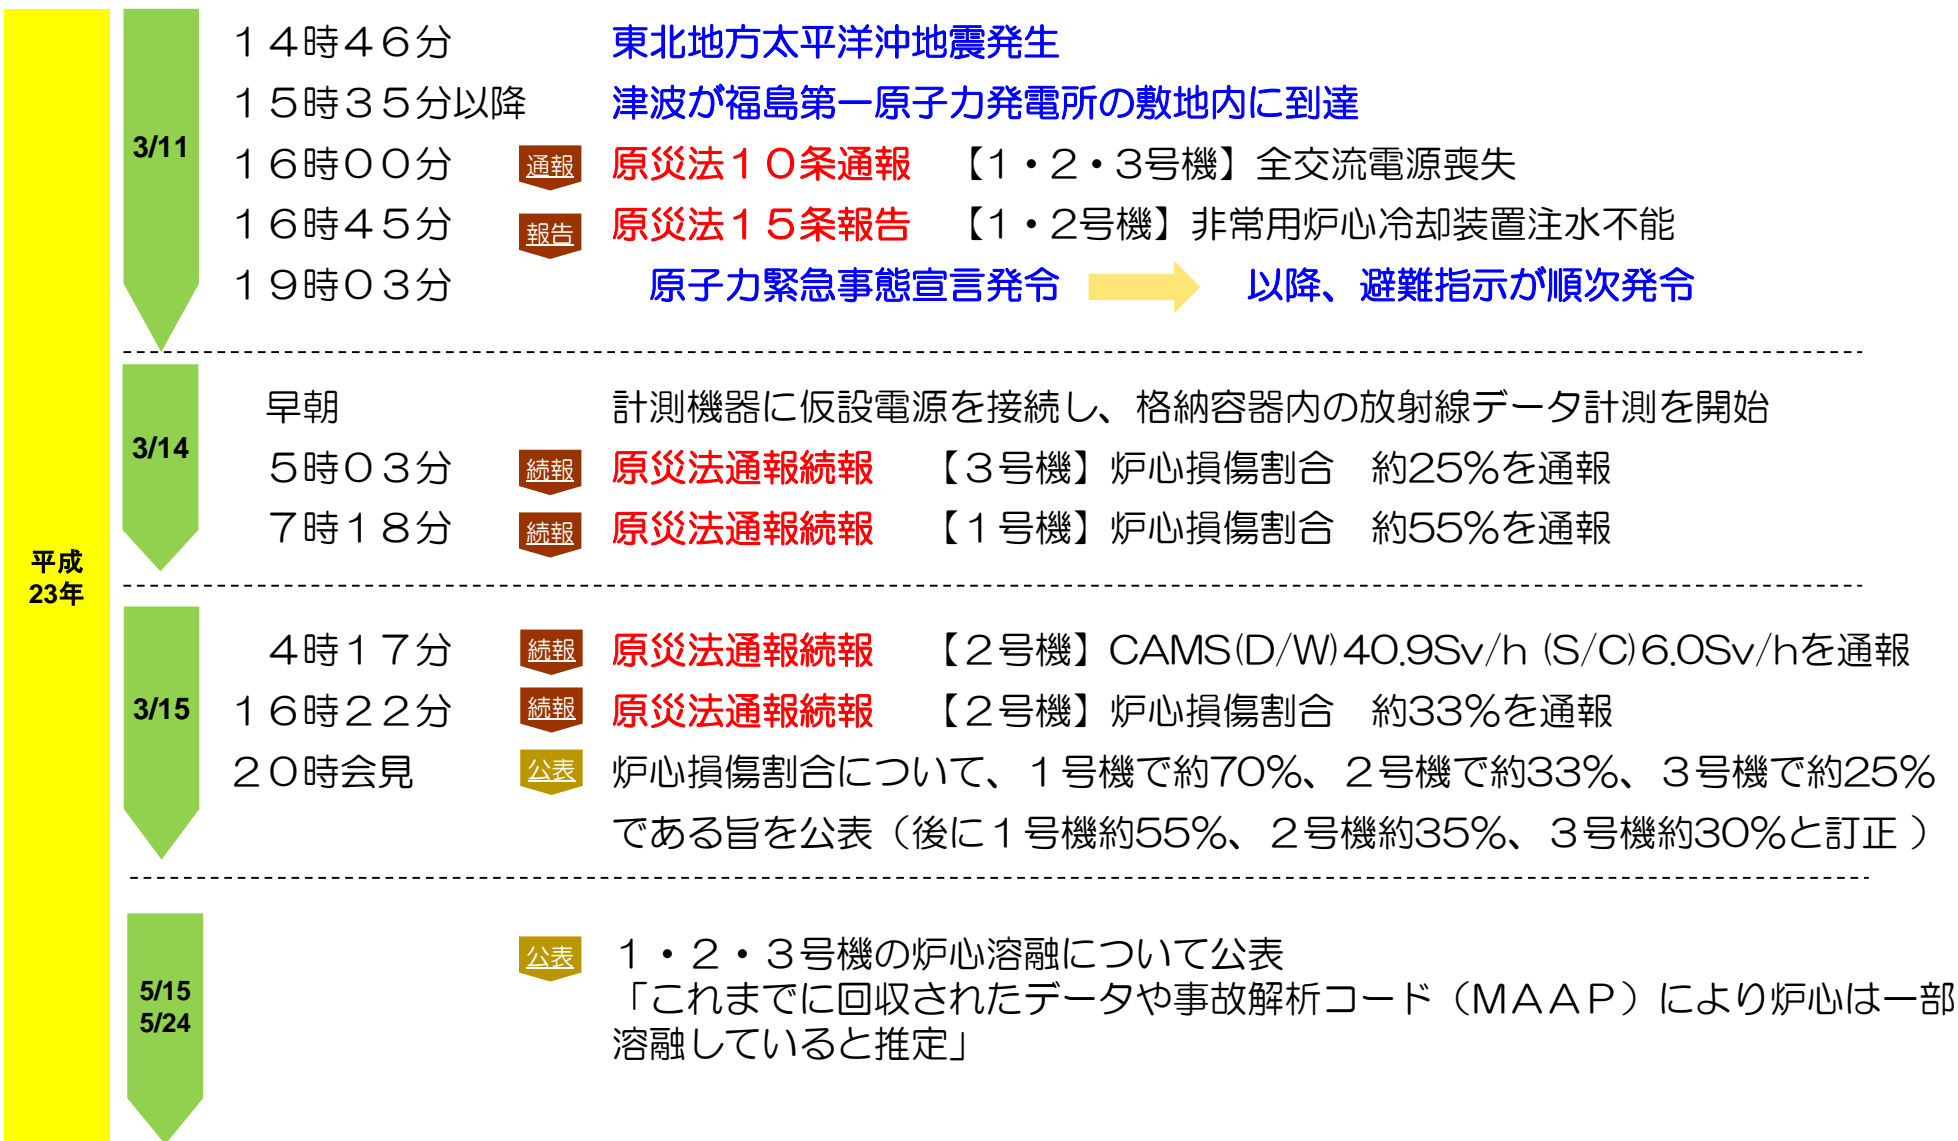 平成
23年
3/11
１４時４６分 東北地方太平洋沖地震発生
１５時３５分以降 津波が福島第一原子力発電所の敷地内に到達
１６時００分 通報 原災法１０条通報 【１・２・３号機】全交流電源喪失
１６時４５分 報告 原災法１５条報告 【１・２号機】非常用炉心冷却装置注水不能
１９時０３分 原子力緊急事態宣言発令 以降、避難指示が順次発令
3/14
早朝 計測機器に仮設電源を接続し、格納容器内の放射線データ計測を開始
５時０３分 続報 原災法通報続報 【３号機】炉心損傷割合　約25%を通報
７時１８分 続報 原災法通報続報 【１号機】炉心損傷割合　約55%を通報
3/15
４時１７分 続報 原災法通報続報 【２号機】CAMS(D/W)40.9Sv/h (S/C)6.0Sv/hを通報
１６時２２分 続報 原災法通報続報 【２号機】炉心損傷割合　約33%を通報
２０時会見 公表 炉心損傷割合について、１号機で約70%、２号機で約33%、３号機で約25%
である旨を公表（後に１号機約55%、２号機約35%、３号機約30%と訂正 ）
5/15
5/24
公表 １・２・３号機の炉心溶融について公表
「これまでに回収されたデータや事故解析コード（ＭＡＡＰ）により炉心は一部
溶融していると推定」